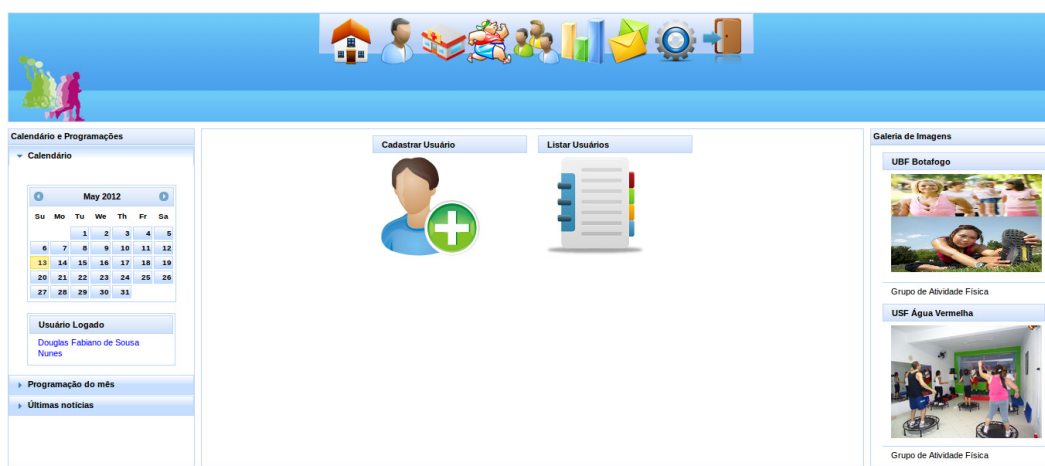 Calendário e Programações
Calendário
May 2012
Su Mo Tu We Th Fr Sa
1 2 3 4 5
6 7 8 9 10 11 12
13 14 15 16 17 18 19
20 21 22 23 24 25 26
27 28 29 30 31
Usuário Logado
Douglas Fabiano de Sousa
Nunes
Programação do mês
Últimas notícias
Cadastrar Usuário
Listar Usuários
Galeria de Imagens
UBF Botafogo
Grupo de Atividade Física
USF Água Vermelha
Grupo de Atividade Física